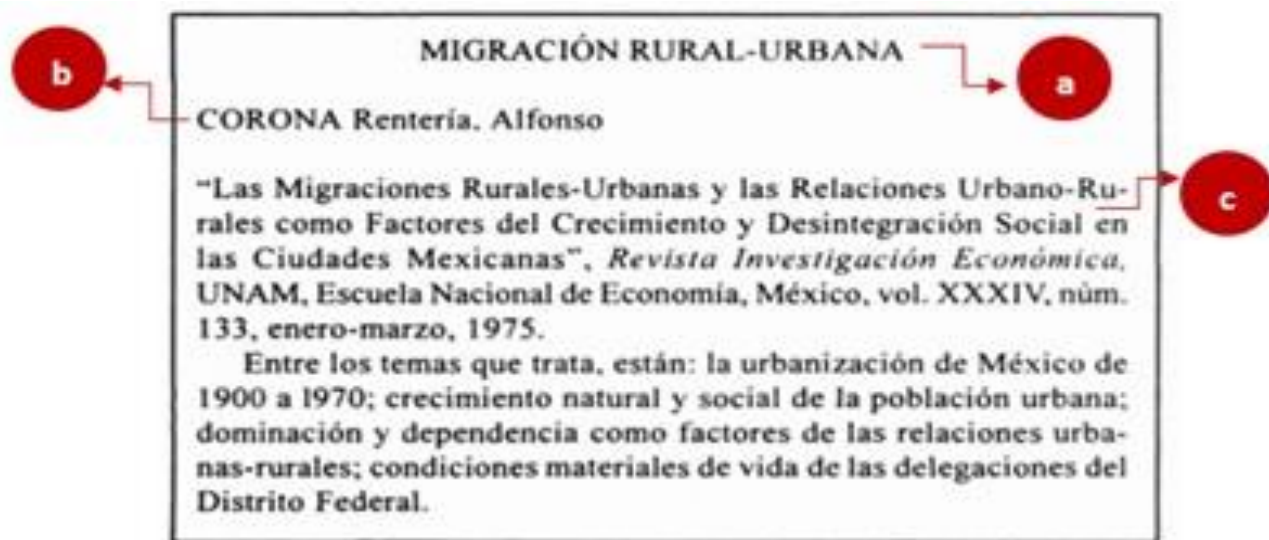 MIGRACIÓN RURAL-URBANA
a
b
CORONA Rentería, Alfonso
"Las Migraciones Rurales-Urbanas y las Relaciones Urbano-Ru-
c
rales como Factores del Crecimiento y Desintegración Social en
las Ciudades Mexicanas", Revista Investigación Económica,
UNAM, Escuela Nacional de Economía, México, vol. XXXIV, núm.
133, enero-marzo, 1975.
Entre los temas que trata, están: la urbanización de México de
1900 a 1970; crecimiento natural y social de la población urbana;
dominación y dependencia como factores de las relaciones urba-
nas-rurales; condiciones materiales de vida de las delegaciones del
Distrito Federal.